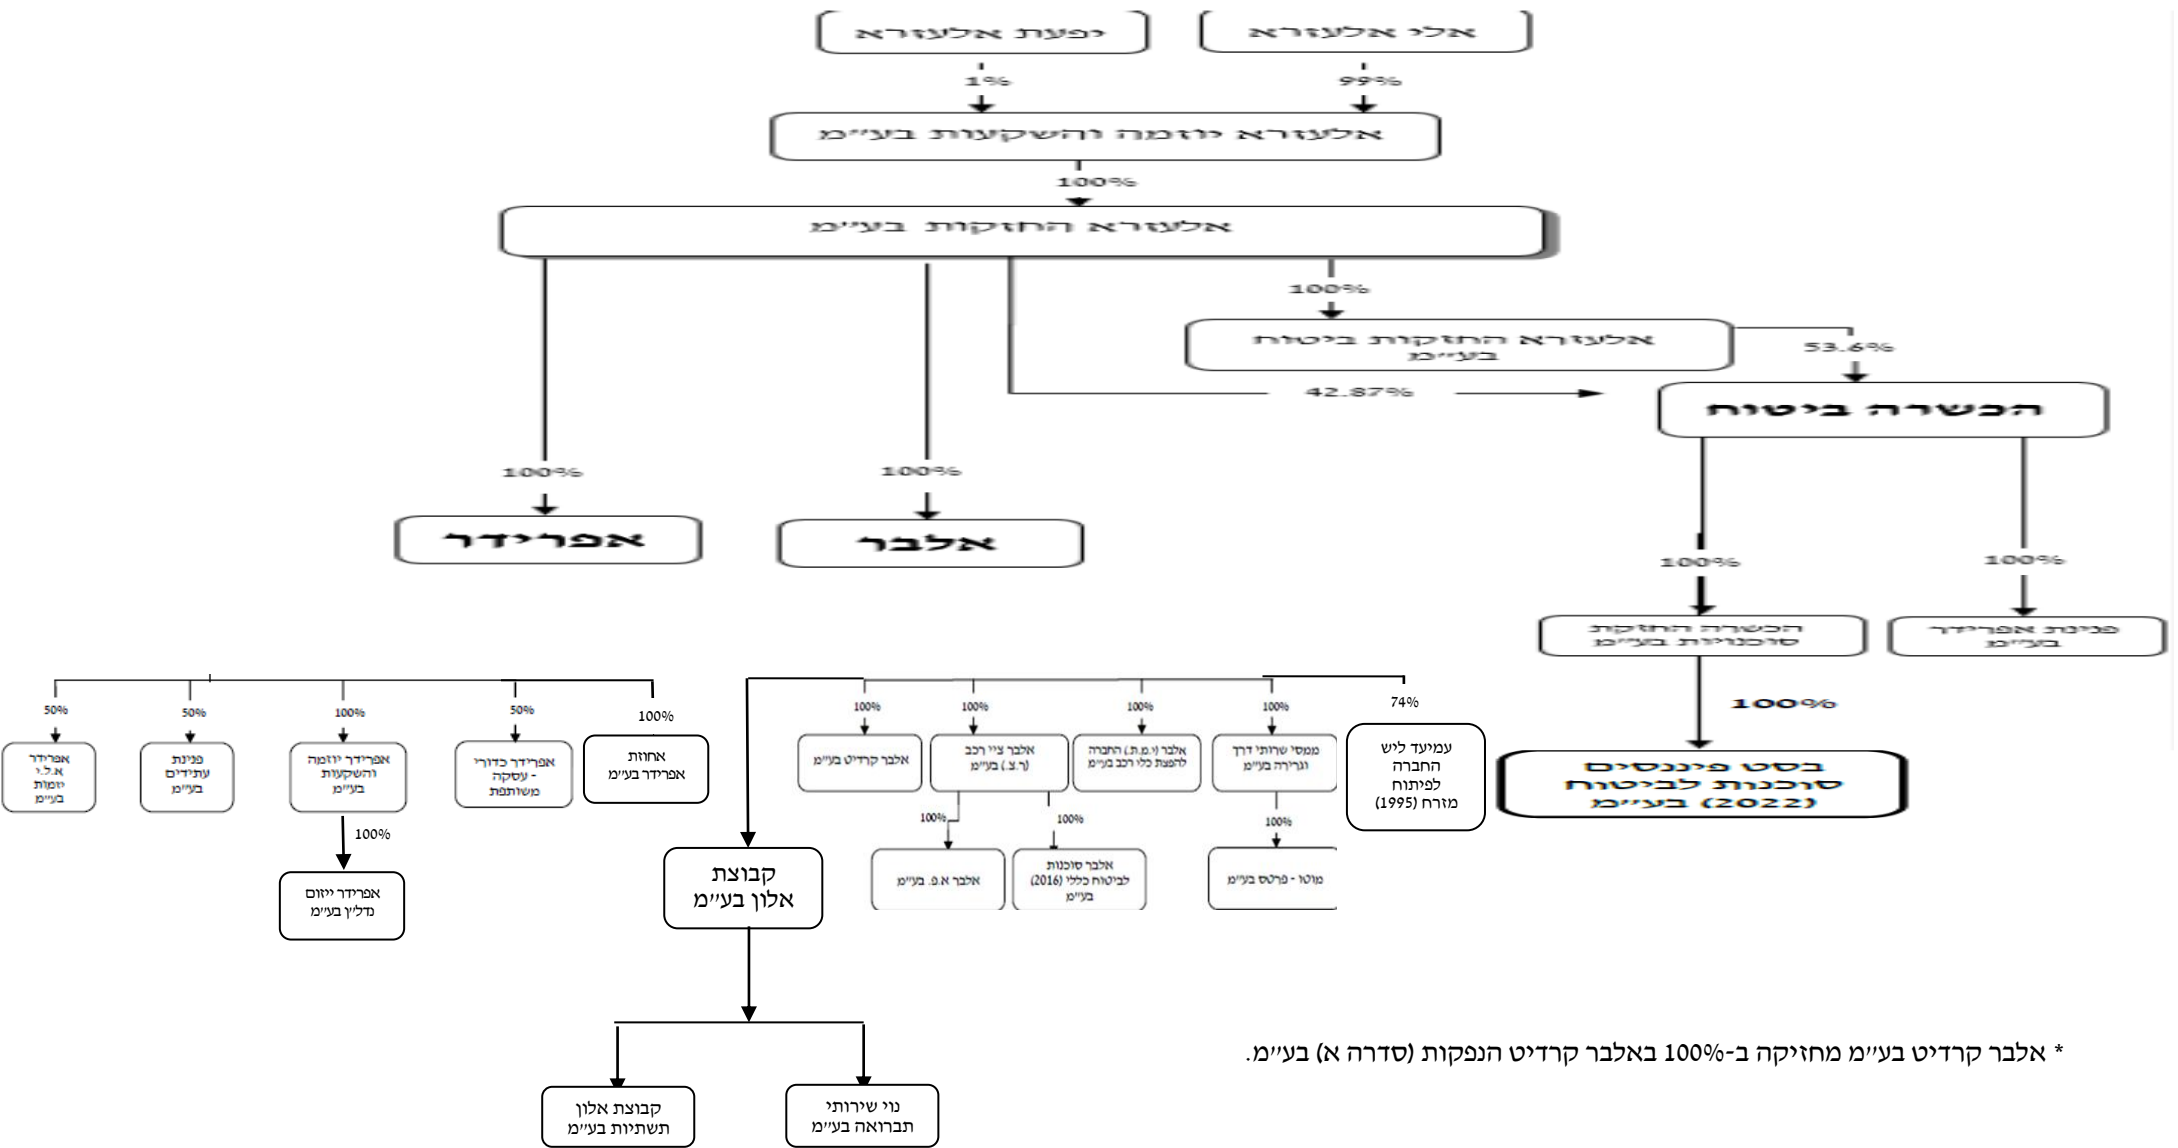 אלי אלעזרא
יפעת אלעזרא
99%
1%
אלעזרא יוזמה והשקעות בע״מ
100%
אלעזרא החזקות בע״מ
100%
אלעזרא החזקות ביטוח
בע״מ
53.6%
42.87%
הכשרה ביטוח
100%
100%
אלבר
אפרידר
100%
100%
פנינת אפרידר
בע״מ
הכשרה החזקת
סוכנויות בע״מ
100%
בסט פיננסים
סוכנות לביטוח
(2022) בע״מ
74%
100%
100%
100%
100%
עמיעד ליש
החברה
לפיתוח
מזרח (1995)
ממסי שרותי דרך
וגרירה בע״מ
אלבר (י.מ.ת.) החברה
להפצת כלי רכב בע״מ
אלבר ציי רכב
(ר.צ.) בע״מ
אלבר קרדיט בע״מ
100%
100%
100%
מוטו - פרטס בע״מ
אלבר סוכנות
לביטוח כללי (2016)
בע״מ
אלבר א.פ. בע״מ
קבוצת
אלון בע״מ
נוי שירותי
תברואה בע״מ
קבוצת אלון
תשתיות בע״מ
100%
50%
100%
50%
50%
אחוזת
אפרידר בע״מ
אפרידר כדורי
- עסקה
משותפת
אפרידר יוזמה
והשקעות
בע״מ
פנינת
עתידים
בע״מ
אפרידר
א.ל.י
יזמות
בע״מ
100%
אפרידר ייזום
נדל״ן בע״מ
* אלבר קרדיט בע״מ מחזיקה ב-100% באלבר קרדיט הנפקות (סדרה א) בע״מ.